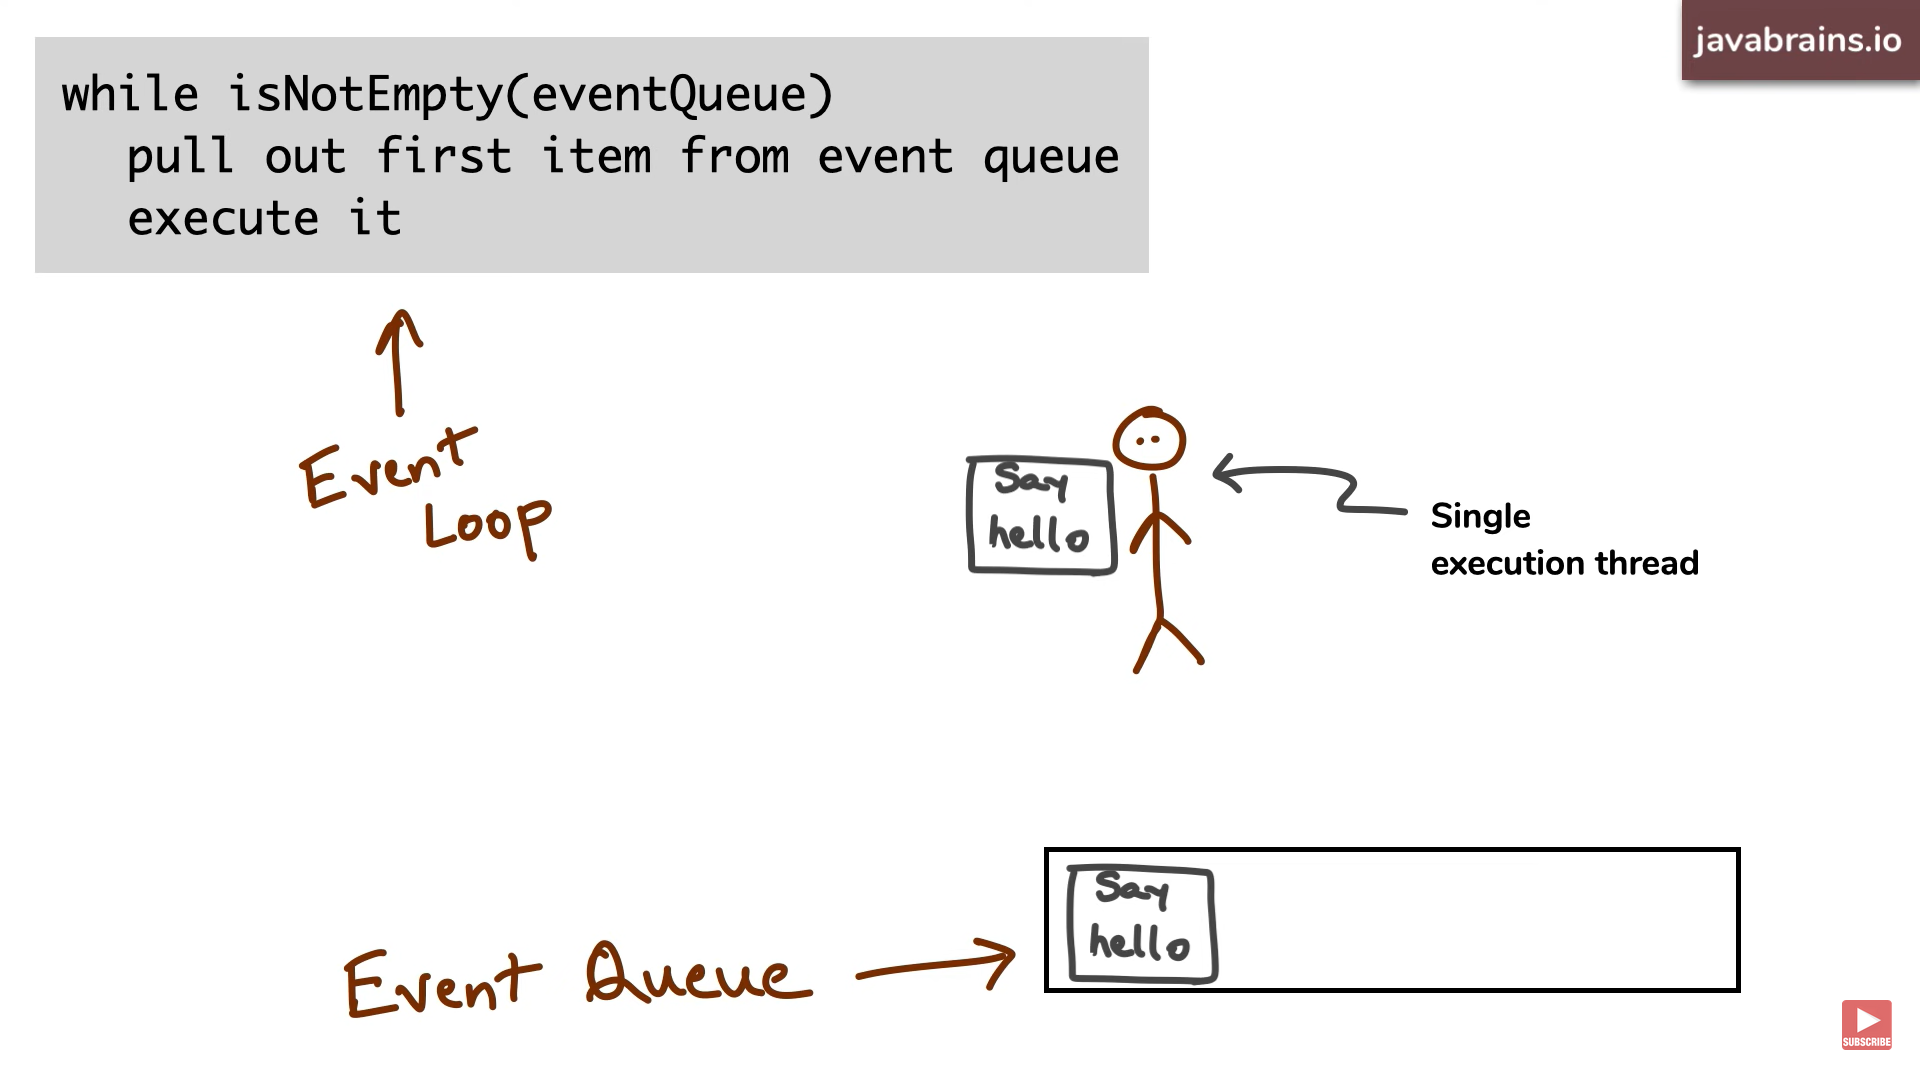 javabrains.io
while isNotEmpty(eventQueue)
pull out first item from event queue
execute it
Event
Loop
Say
hello
Single
execution thread
Say
hello
Event Queue
SUBSCRIBE